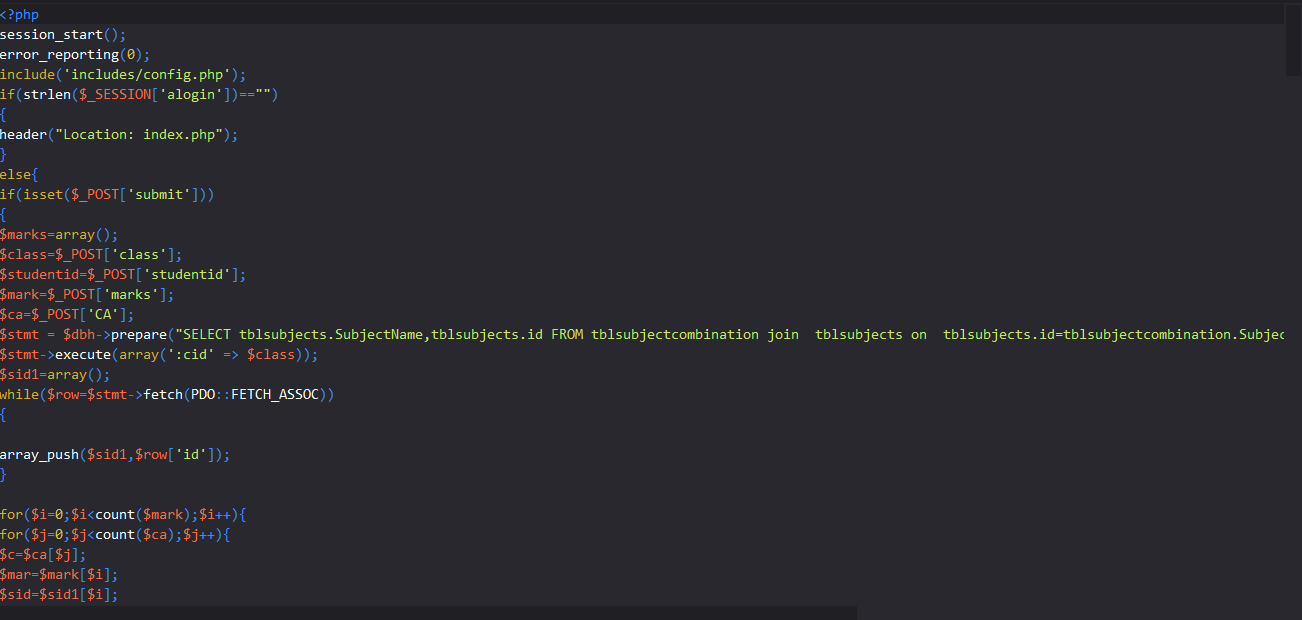 <?php
session_start();
error_reporting(0);
include('includes/config.php');
if(strlen($_SESSION['alogin'])=="")
{
header("Location: index.php");
}
else{
if(isset($_POST['submit']))
{
$marks=array();
$class=$_POST['class'];
$studentid=$_POST['studentid'];
$mark=$_POST['marks'];
$ca=$_POST['CA'];
$stmt = $dbh->prepare("SELECT tblsubjects.SubjectName,tblsubjects.id FROM tblsubjectcombination join  tblsubjects on  tblsubjects.id=tblsubjectcombination.Subjec
$stmt->execute(array(':cid' => $class));
$sid1=array();
while($row=$stmt->fetch(PDO::FETCH_ASSOC))
{
array_push($sid1,$row['id']);
}
for($i=0;$i<count($mark);$i++){
for($j=0;$j<count($ca);$j++){
$c=$ca[$j];
$mar=$mark[$i];
$sid=$sid1[$i];